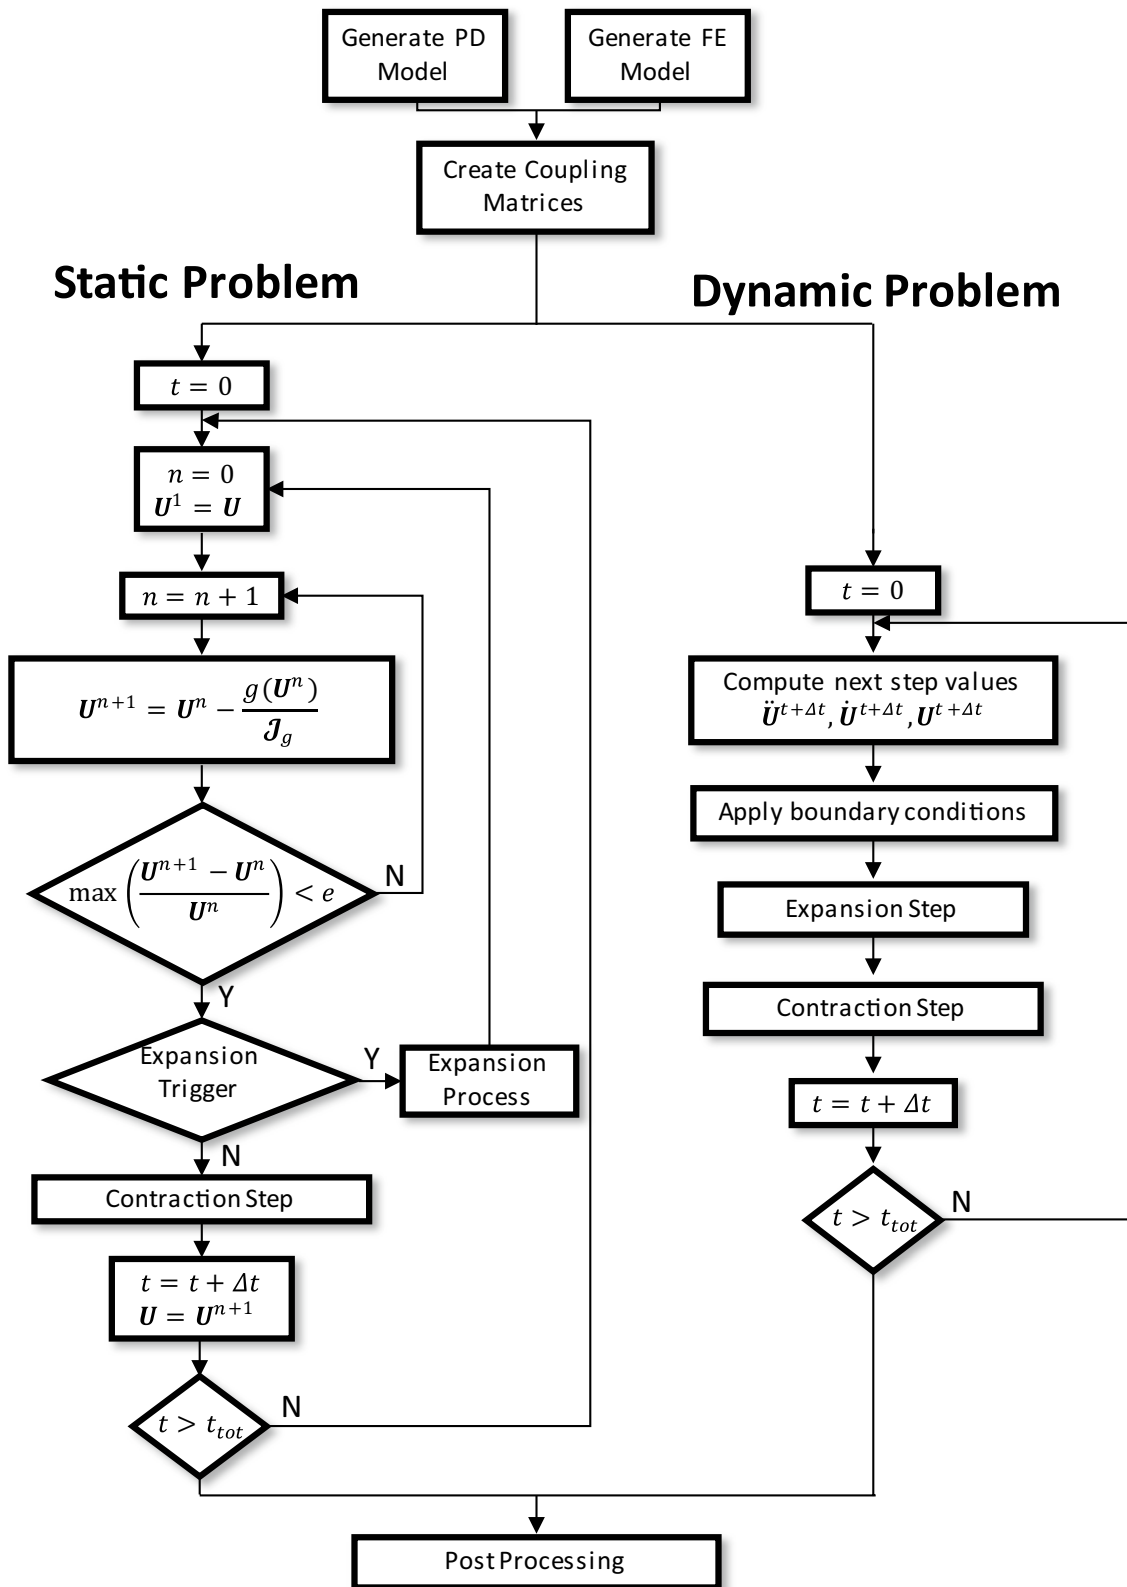 Generate PD
Model
Generate FE
Model
Create Coupling
Matrices
Static Problem
Dynamic Problem
t = 0
n = 0
U¹ = U
n = n + 1
Uⁿ⁺¹ = Uⁿ − g(Uⁿ) / 𝓙_g
max ((Uⁿ⁺¹ − Uⁿ) / Uⁿ) < e
N
Y
Expansion
Trigger
Y
Expansion
Process
N
Contraction Step
t = t + Δt
U = Uⁿ⁺¹
t > t_tot
N
t = 0
Compute next step values
Ü^{t+Δt}, U̇^{t+Δt}, U^{t+Δt}
Apply boundary conditions
Expansion Step
Contraction Step
t = t + Δt
t > t_tot
N
Post Processing